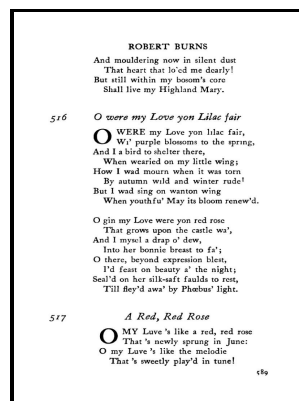 ROBERT BURNS
And mouldering now in silent dust
That heart that lo'ed me dearly!
But still within my bosom's core
Shall live my Highland Mary.
516 O were my Love yon Lilac fair
O WERE my Love yon lilac fair,
Wi' purple blossoms to the spring,
And I a bird to shelter there,
When wearied on my little wing;
How I wad mourn when it was torn
By autumn wild and winter rude!
But I wad sing on wanton wing
When youthfu' May its bloom renew'd.
O gin my Love were yon red rose
That grows upon the castle wa',
And I mysel a drap o' dew,
Into her bonnie breast to fa';
O there, beyond expression blest,
I'd feast on beauty a' the night;
Seal'd on her silk-saft faulds to rest,
Till fley'd awa' by Phœbus' light.
517 A Red, Red Rose
O MY Luve 's like a red, red rose
That 's newly sprung in June:
O my Luve 's like the melodie
That 's sweetly play'd in tune!
589